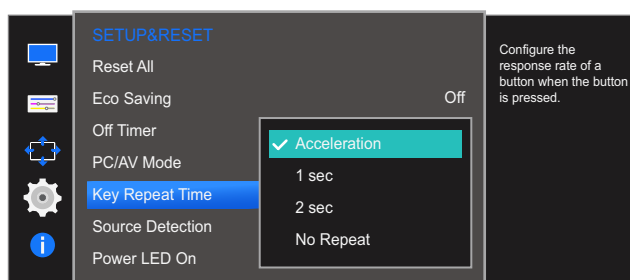 SETUP&RESET
Reset All
Eco Saving Off
Off Timer
PC/AV Mode
Key Repeat Time
Source Detection
Power LED On
Acceleration
1 sec
2 sec
No Repeat
Configure the
response rate of a
button when the button
is pressed.